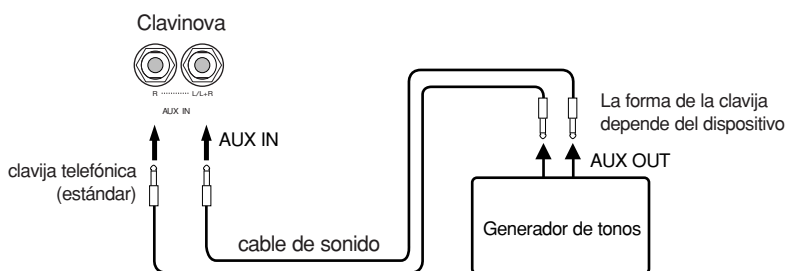 Clavinova
R ............ L/L+R
AUX IN
AUX IN
clavija telefónica
(estándar)
cable de sonido
La forma de la clavija
depende del dispositivo
AUX OUT
Generador de tonos